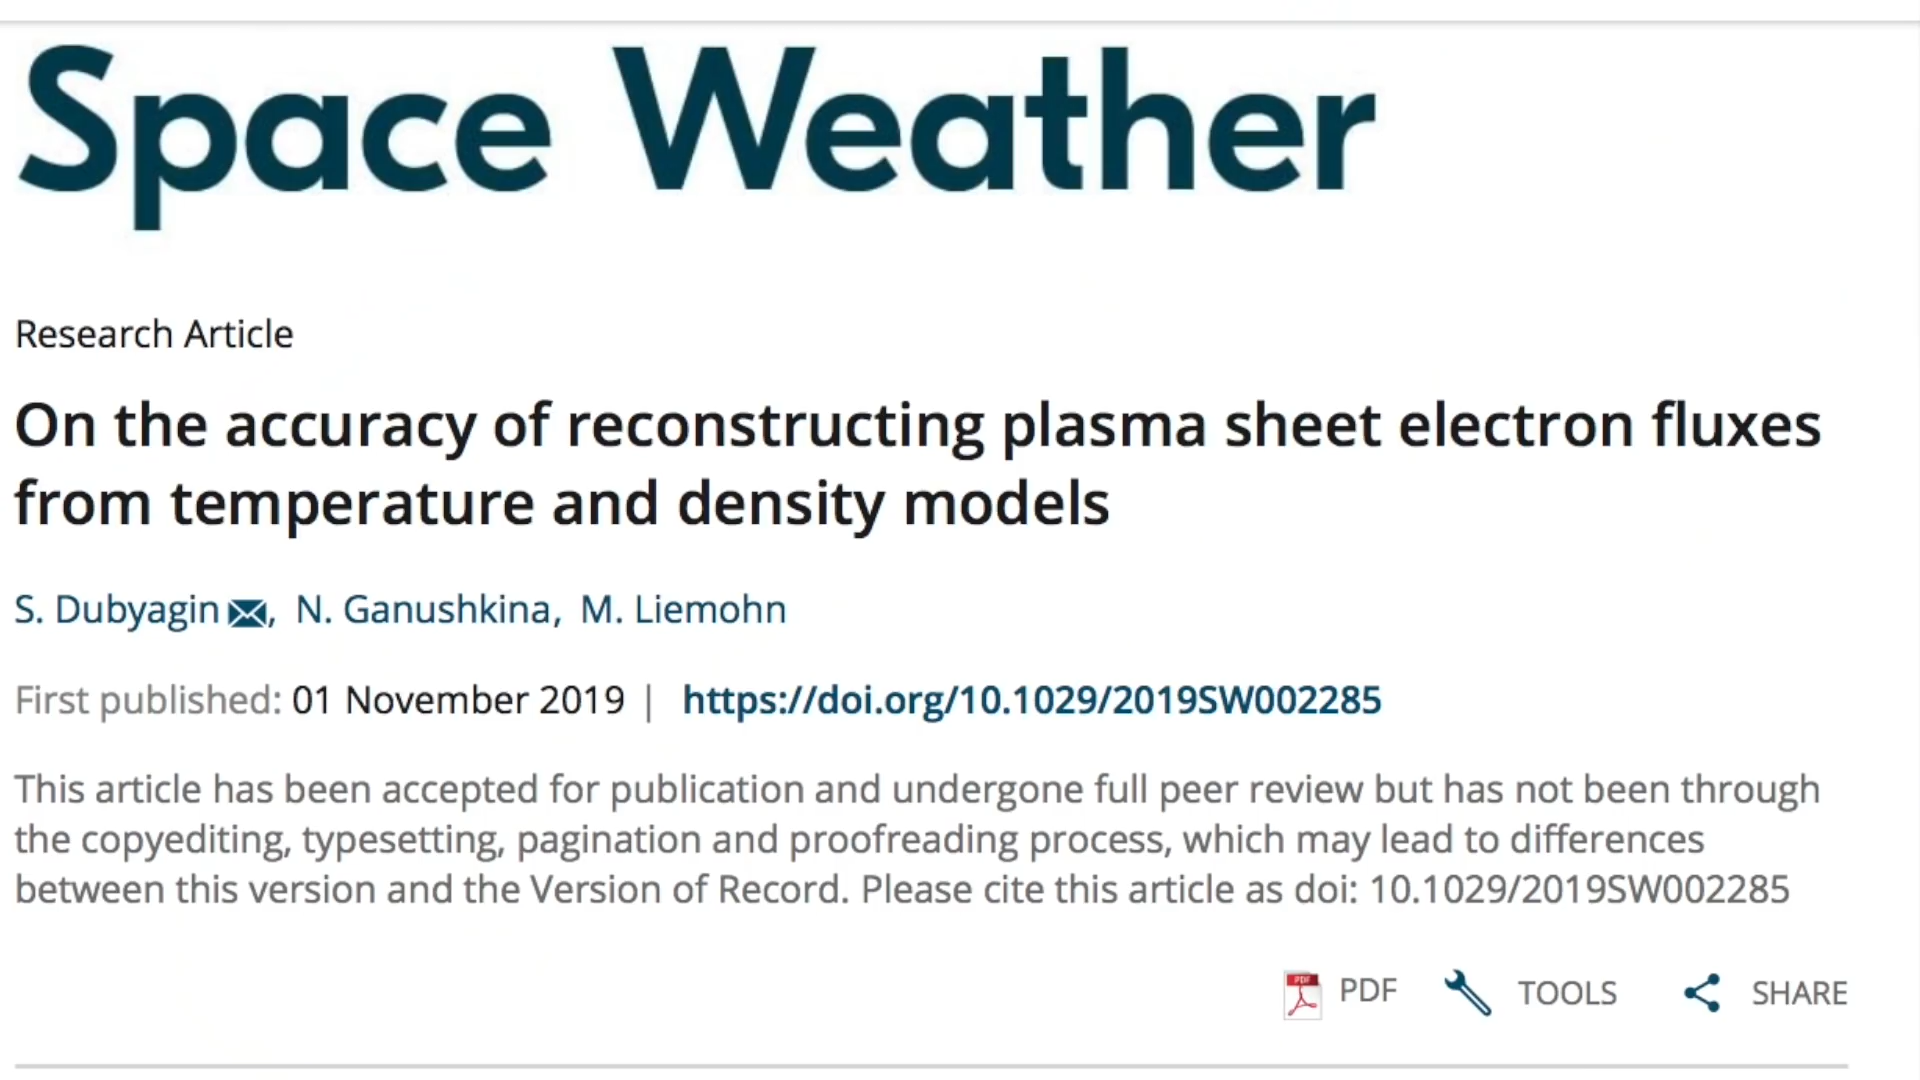 Space Weather
Research Article
On the accuracy of reconstructing plasma sheet electron fluxes
from temperature and density models
S. Dubyagin, N. Ganushkina, M. Liemohn
First published: 01 November 2019 | https://doi.org/10.1029/2019SW002285
This article has been accepted for publication and undergone full peer review but has not been through
the copyediting, typesetting, pagination and proofreading process, which may lead to differences
between this version and the Version of Record. Please cite this article as doi: 10.1029/2019SW002285
PDF PDF TOOLS SHARE